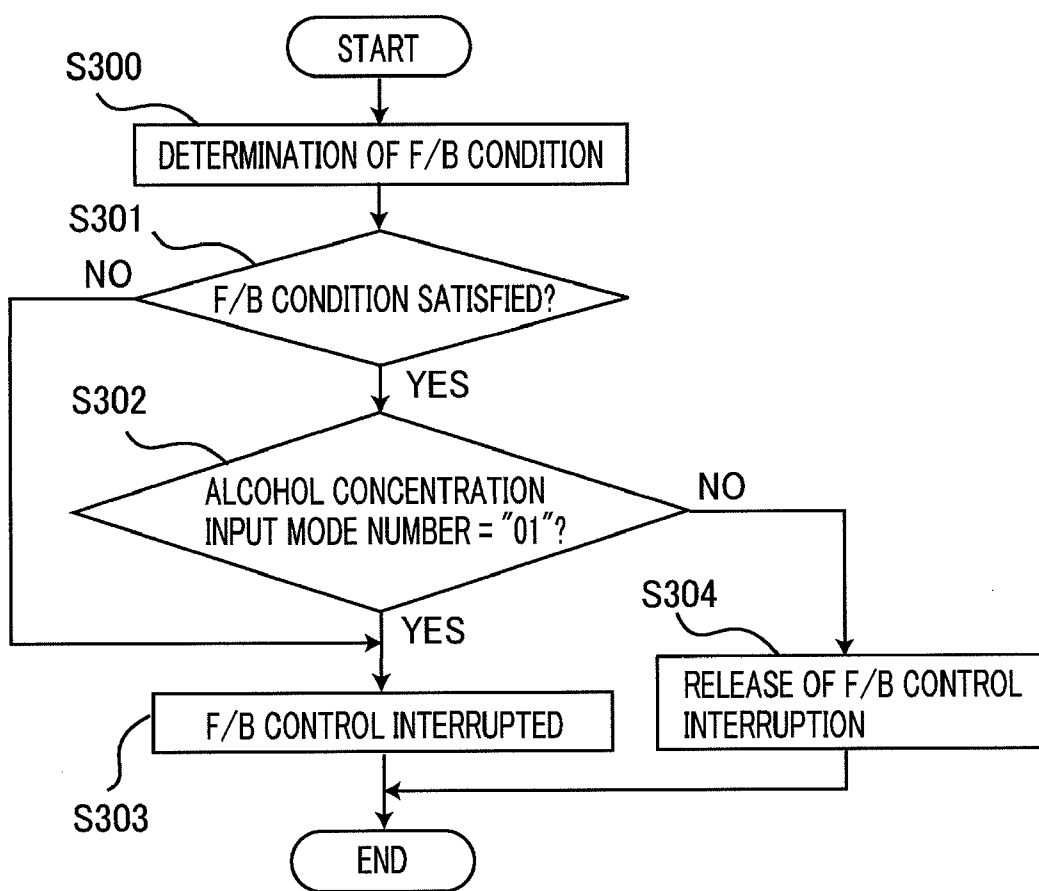 START
S300
DETERMINATION OF F/B CONDITION
S301
NO
F/B CONDITION SATISFIED?
YES
S302
ALCOHOL CONCENTRATION
INPUT MODE NUMBER = "01"?
NO
YES
S304
RELEASE OF F/B CONTROL
INTERRUPTION
F/B CONTROL INTERRUPTED
S303
END